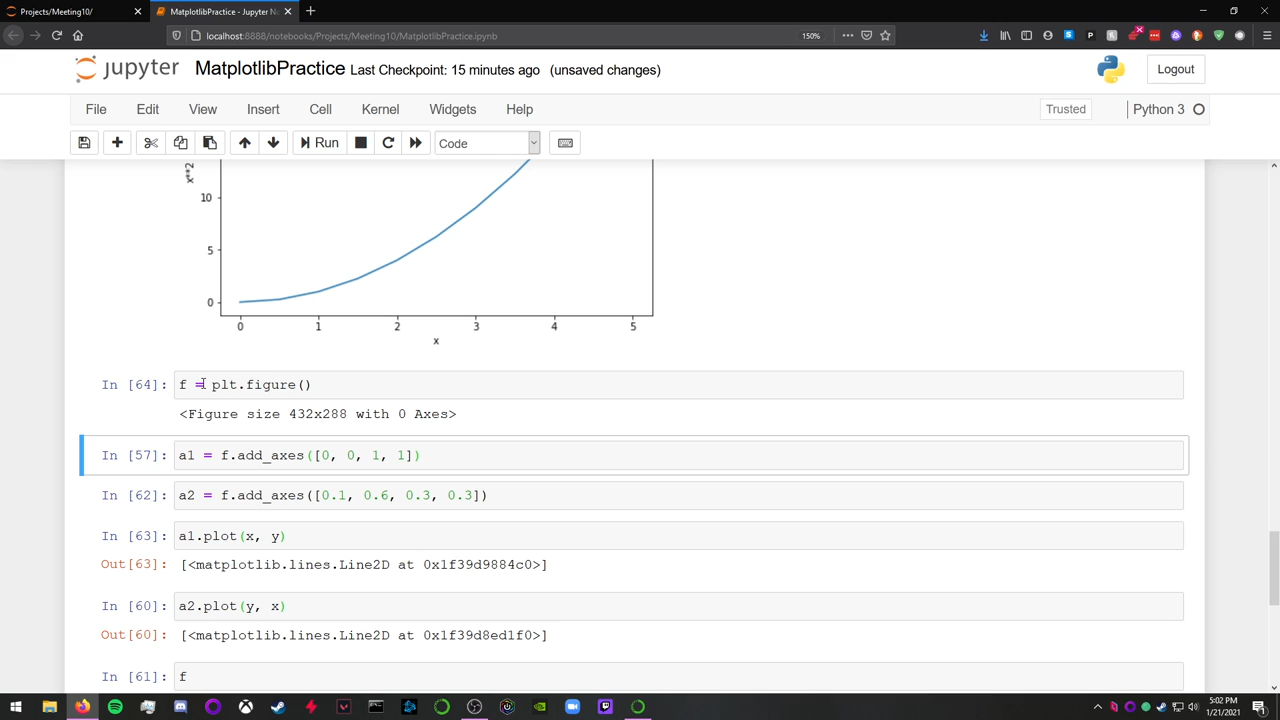 Projects/Meeting10/
MatplotlibPractice - Jupyter No
localhost:8888/notebooks/Projects/Meeting10/MatplotlibPractice.ipynb
150%
jupyter MatplotlibPractice Last Checkpoint: 15 minutes ago (unsaved changes)
Logout
File Edit View Insert Cell Kernel Widgets Help
Trusted
Python 3
Run
Code
x**2
10
5
0
0 1 2 3 4 5
x
In [64]: f = plt.figure()
<Figure size 432x288 with 0 Axes>
In [57]: a1 = f.add_axes([0, 0, 1, 1])
In [62]: a2 = f.add_axes([0.1, 0.6, 0.3, 0.3])
In [63]: a1.plot(x, y)
Out[63]: [<matplotlib.lines.Line2D at 0x1f39d9884c0>]
In [60]: a2.plot(y, x)
Out[60]: [<matplotlib.lines.Line2D at 0x1f39d8ed1f0>]
In [61]: f
5:02 PM
1/21/2021